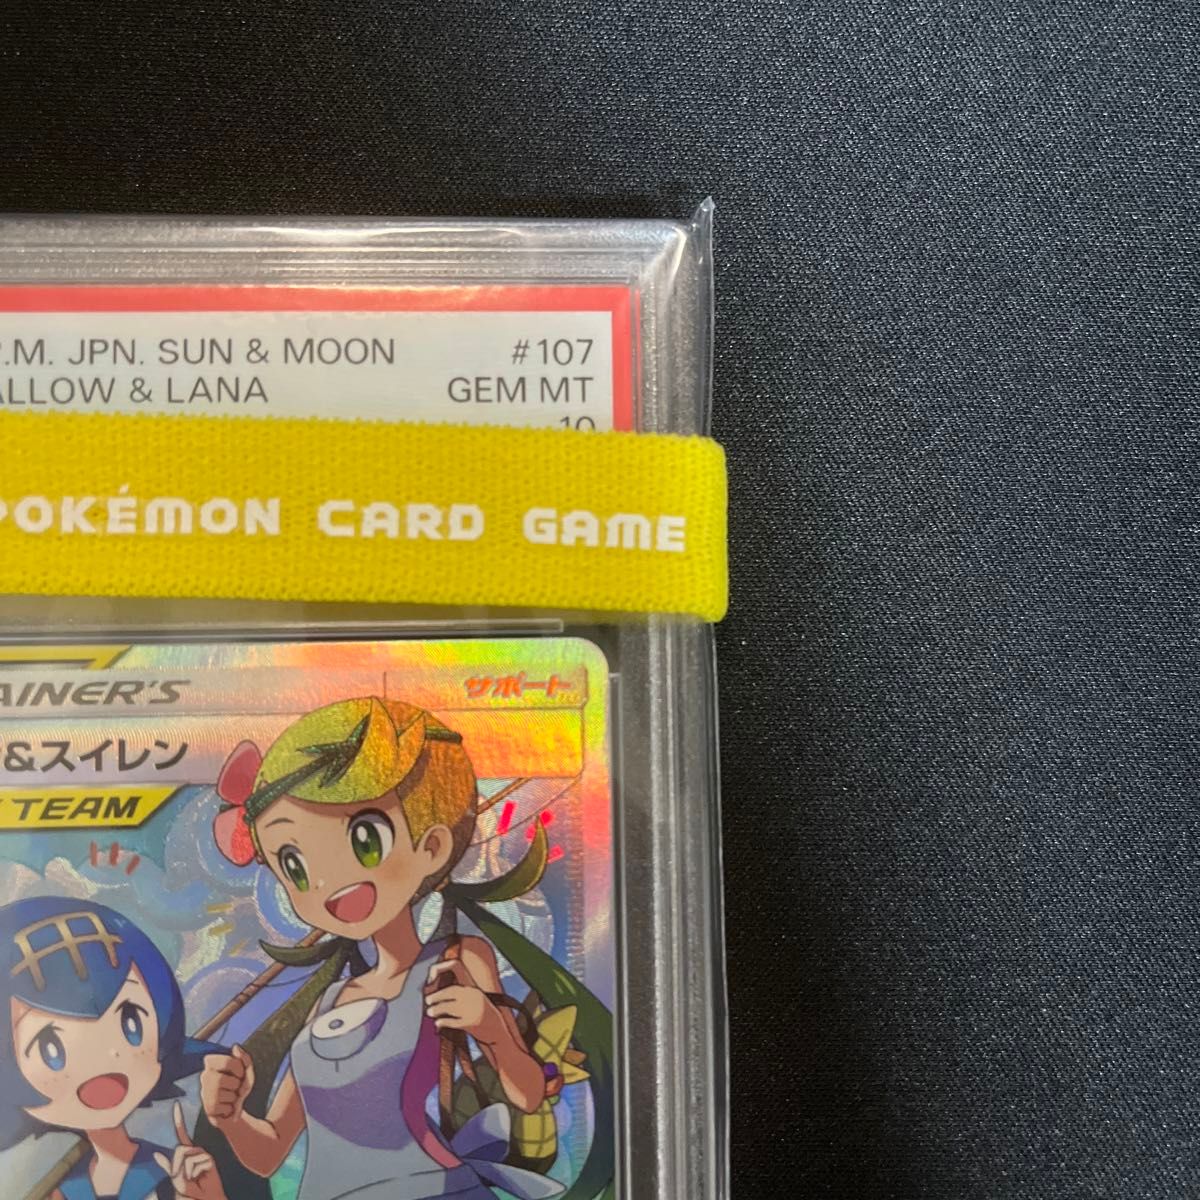 P.M. JPN. SUN & MOON #107
ALLOW & LANA GEM MT
10
POKÉMON CARD GAME
AINER'S サポート
&スイレン
TEAM